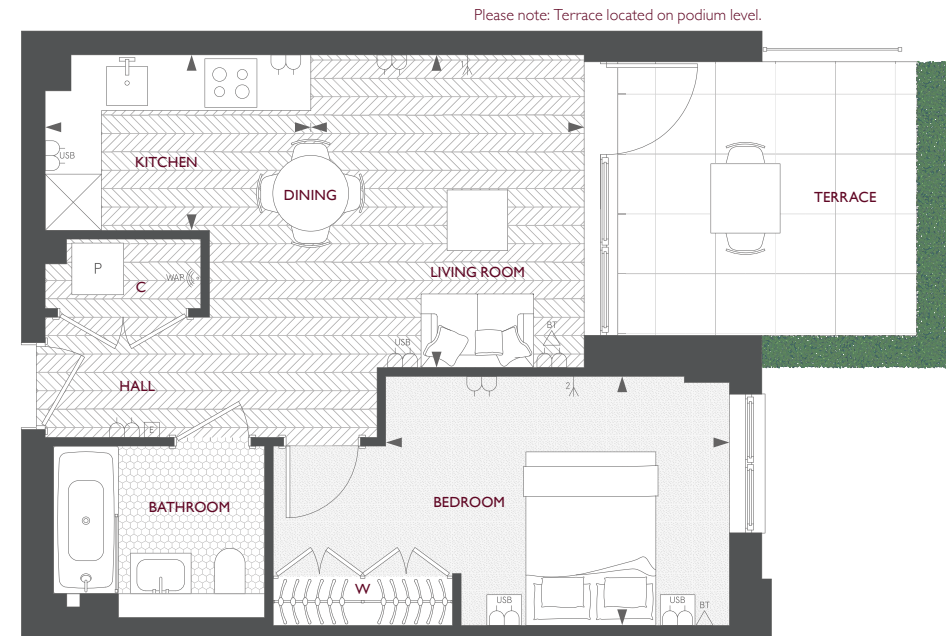 Please note: Terrace located on podium level.
USB
KITCHEN
DINING
TERRACE
P
WAP
C
LIVING ROOM
BT
USB
HALL
2
E
BEDROOM
BATHROOM
W
USB
USB
BT